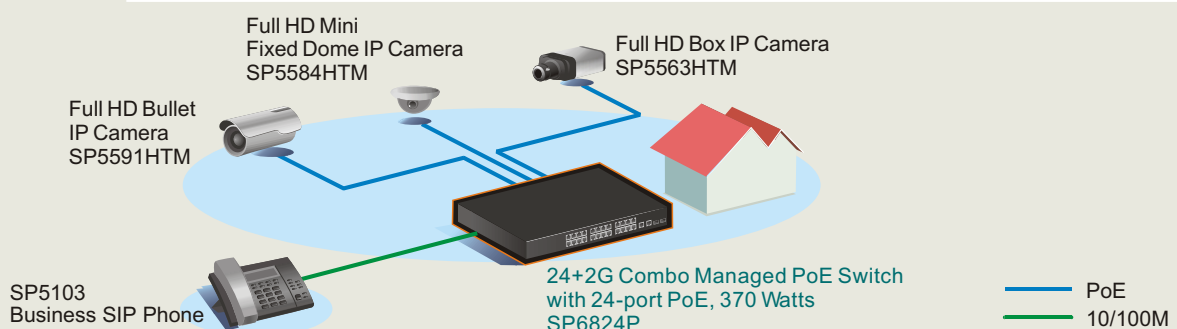 Full HD Mini
Fixed Dome IP Camera
SP5584HTM
Full HD Box IP Camera
SP5563HTM
Full HD Bullet
IP Camera
SP5591HTM
24+2G Combo Managed PoE Switch
with 24-port PoE, 370 Watts
SP6824P
SP5103
Business SIP Phone
PoE
10/100M